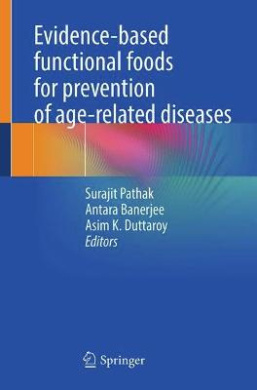 Evidence-based
functional foods
for prevention
of age-related diseases
Surajit Pathak
Antara Banerjee
Asim K. Duttaroy
Editors
Springer